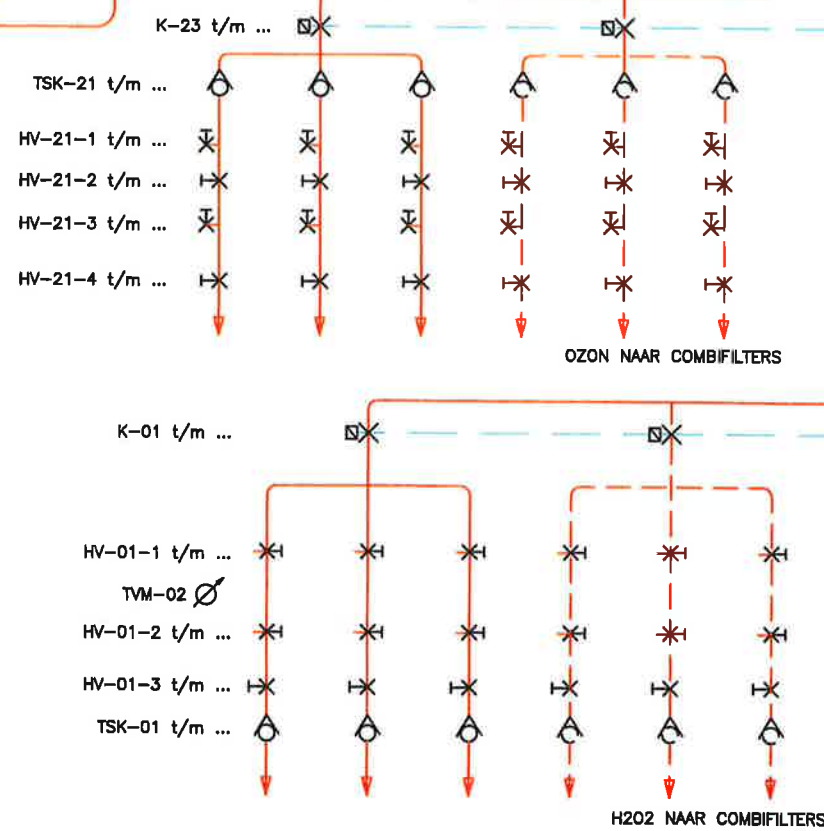 K-23 t/m ...
TSK-21 t/m ...
HV-21-1 t/m ...
HV-21-2 t/m ...
HV-21-3 t/m ...
HV-21-4 t/m ...
OZON NAAR COMBIFILTERS
K-01 t/m ...
HV-01-1 t/m ...
TVM-02
HV-01-2 t/m ...
HV-01-3 t/m ...
TSK-01 t/m ...
H2O2 NAAR COMBIFILTERS